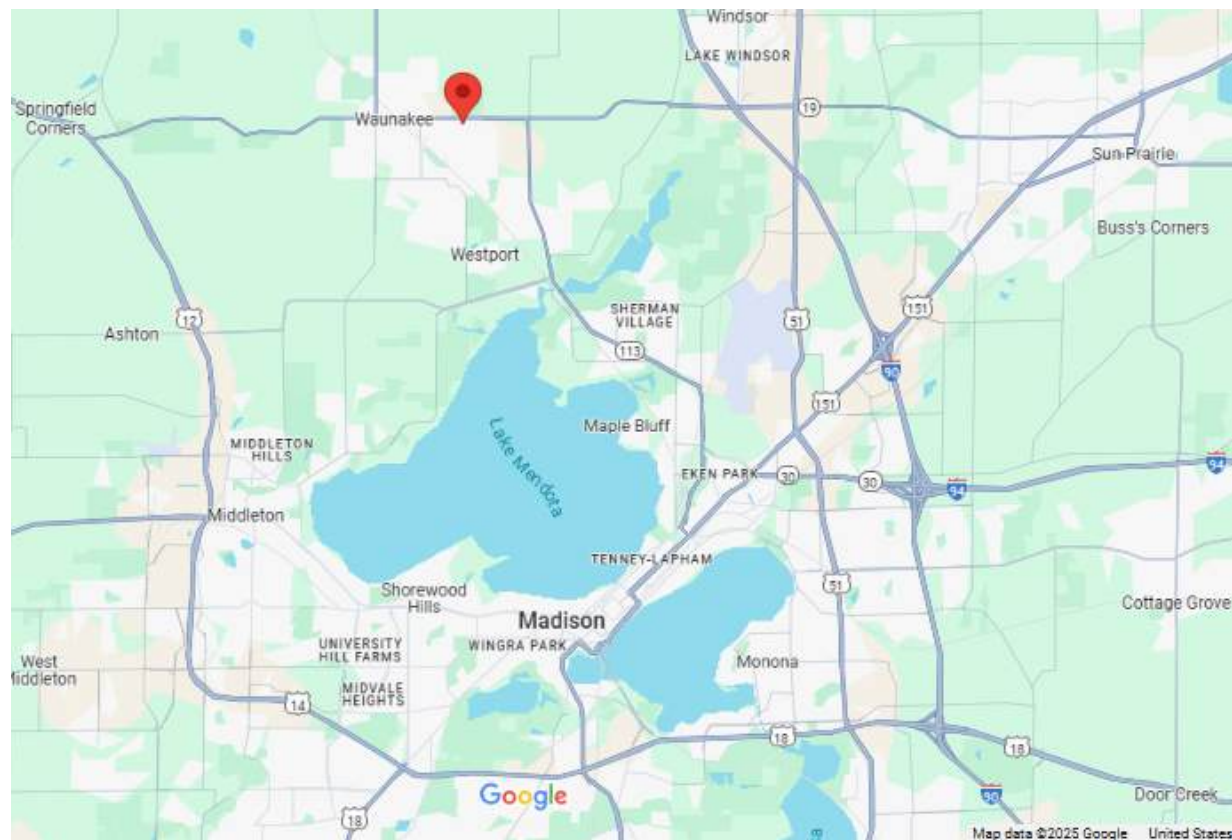 Windsor
LAKE WINDSOR
Springfield
Corners
Waunakee
19
Sun Prairie
Buss's Corners
Westport
12
Ashton
SHERMAN
VILLAGE
51
151
113
90
151
Lake Mendota
Maple Bluff
MIDDLETON
HILLS
EKEN PARK
30
30
94
94
Middleton
TENNEY-LAPHAM
51
Shorewood
Hills
Cottage Grove
Madison
UNIVERSITY
HILL FARMS
WINGRA PARK
Monona
West
Middleton
MIDVALE
HEIGHTS
14
18
18
Google
90
Door Creek
18
Map data ©2025 Google United States